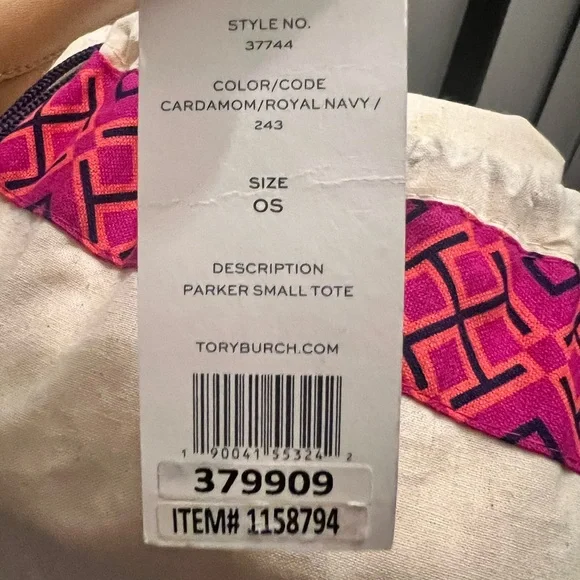 STYLE NO.
37744
COLOR/CODE
CARDAMOM/ROYAL NAVY /
243
SIZE
OS
DESCRIPTION
PARKER SMALL TOTE
TORYBURCH.COM
1 90041 55324 2
379909
ITEM# 1158794